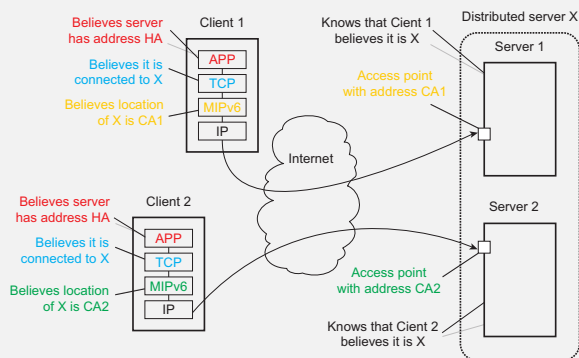 Client 1
Believes server
has address HA
Believes it is
connected to X
Believes location
of X is CA1
APP
TCP
MIPv6
IP
Knows that Cient 1
believes it is X
Distributed server X
Server 1
Access point
with address CA1
Internet
Client 2
Believes server
has address HA
Believes it is
connected to X
Believes location
of X is CA2
APP
TCP
MIPv6
IP
Server 2
Access point
with address CA2
Knows that Cient 2
believes it is X